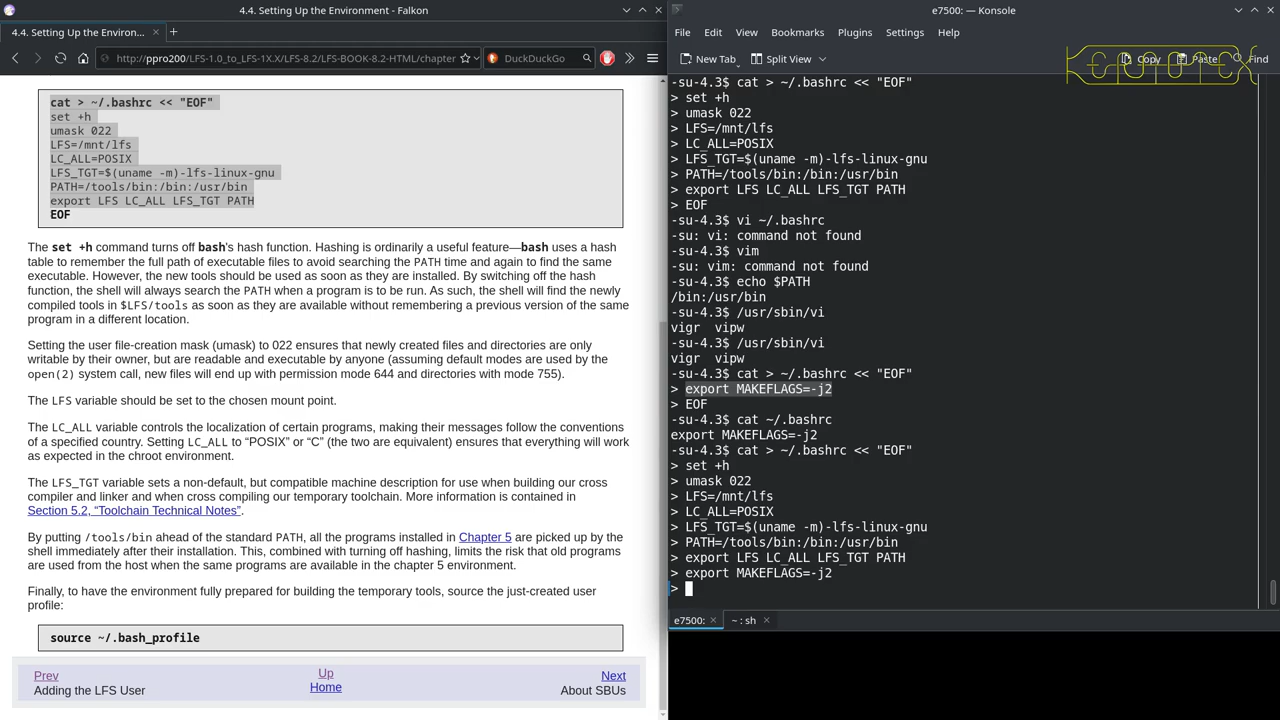 4.4. Setting Up the Environment - Falkon
4.4. Setting Up the Environ...
http://ppro200/LFS-1.0_to_LFS-1X.X/LFS-8.2/LFS-BOOK-8.2-HTML/chapter
DuckDuckGo
cat > ~/.bashrc << "EOF"
set +h
umask 022
LFS=/mnt/lfs
LC_ALL=POSIX
LFS_TGT=$(uname -m)-lfs-linux-gnu
PATH=/tools/bin:/bin:/usr/bin
export LFS LC_ALL LFS_TGT PATH
EOF
The set +h command turns off bash's hash function. Hashing is ordinarily a useful feature—bash uses a hash
table to remember the full path of executable files to avoid searching the PATH time and again to find the same
executable. However, the new tools should be used as soon as they are installed. By switching off the hash
function, the shell will always search the PATH when a program is to be run. As such, the shell will find the newly
compiled tools in $LFS/tools as soon as they are available without remembering a previous version of the same
program in a different location.
Setting the user file-creation mask (umask) to 022 ensures that newly created files and directories are only
writable by their owner, but are readable and executable by anyone (assuming default modes are used by the
open(2) system call, new files will end up with permission mode 644 and directories with mode 755).
The LFS variable should be set to the chosen mount point.
The LC_ALL variable controls the localization of certain programs, making their messages follow the conventions
of a specified country. Setting LC_ALL to “POSIX” or “C” (the two are equivalent) ensures that everything will work
as expected in the chroot environment.
The LFS_TGT variable sets a non-default, but compatible machine description for use when building our cross
compiler and linker and when cross compiling our temporary toolchain. More information is contained in
Section 5.2, “Toolchain Technical Notes”.
By putting /tools/bin ahead of the standard PATH, all the programs installed in Chapter 5 are picked up by the
shell immediately after their installation. This, combined with turning off hashing, limits the risk that old programs
are used from the host when the same programs are available in the chapter 5 environment.
Finally, to have the environment fully prepared for building the temporary tools, source the just-created user
profile:
source ~/.bash_profile
Prev Up Next
Adding the LFS User Home About SBUs
e7500: — Konsole
File Edit View Bookmarks Plugins Settings Help
New Tab Split View Copy Paste Find
-su-4.3$ cat > ~/.bashrc << "EOF"
> set +h
> umask 022
> LFS=/mnt/lfs
> LC_ALL=POSIX
> LFS_TGT=$(uname -m)-lfs-linux-gnu
> PATH=/tools/bin:/bin:/usr/bin
> export LFS LC_ALL LFS_TGT PATH
> EOF
-su-4.3$ vi ~/.bashrc
-su: vi: command not found
-su-4.3$ vim
-su: vim: command not found
-su-4.3$ echo $PATH
/bin:/usr/bin
-su-4.3$ /usr/sbin/vi
vigr vipw
-su-4.3$ /usr/sbin/vi
vigr vipw
-su-4.3$ cat > ~/.bashrc << "EOF"
> export MAKEFLAGS=-j2
> EOF
-su-4.3$ cat ~/.bashrc
export MAKEFLAGS=-j2
-su-4.3$ cat > ~/.bashrc << "EOF"
> set +h
> umask 022
> LFS=/mnt/lfs
> LC_ALL=POSIX
> LFS_TGT=$(uname -m)-lfs-linux-gnu
> PATH=/tools/bin:/bin:/usr/bin
> export LFS LC_ALL LFS_TGT PATH
> export MAKEFLAGS=-j2
>
e7500: ~ : sh